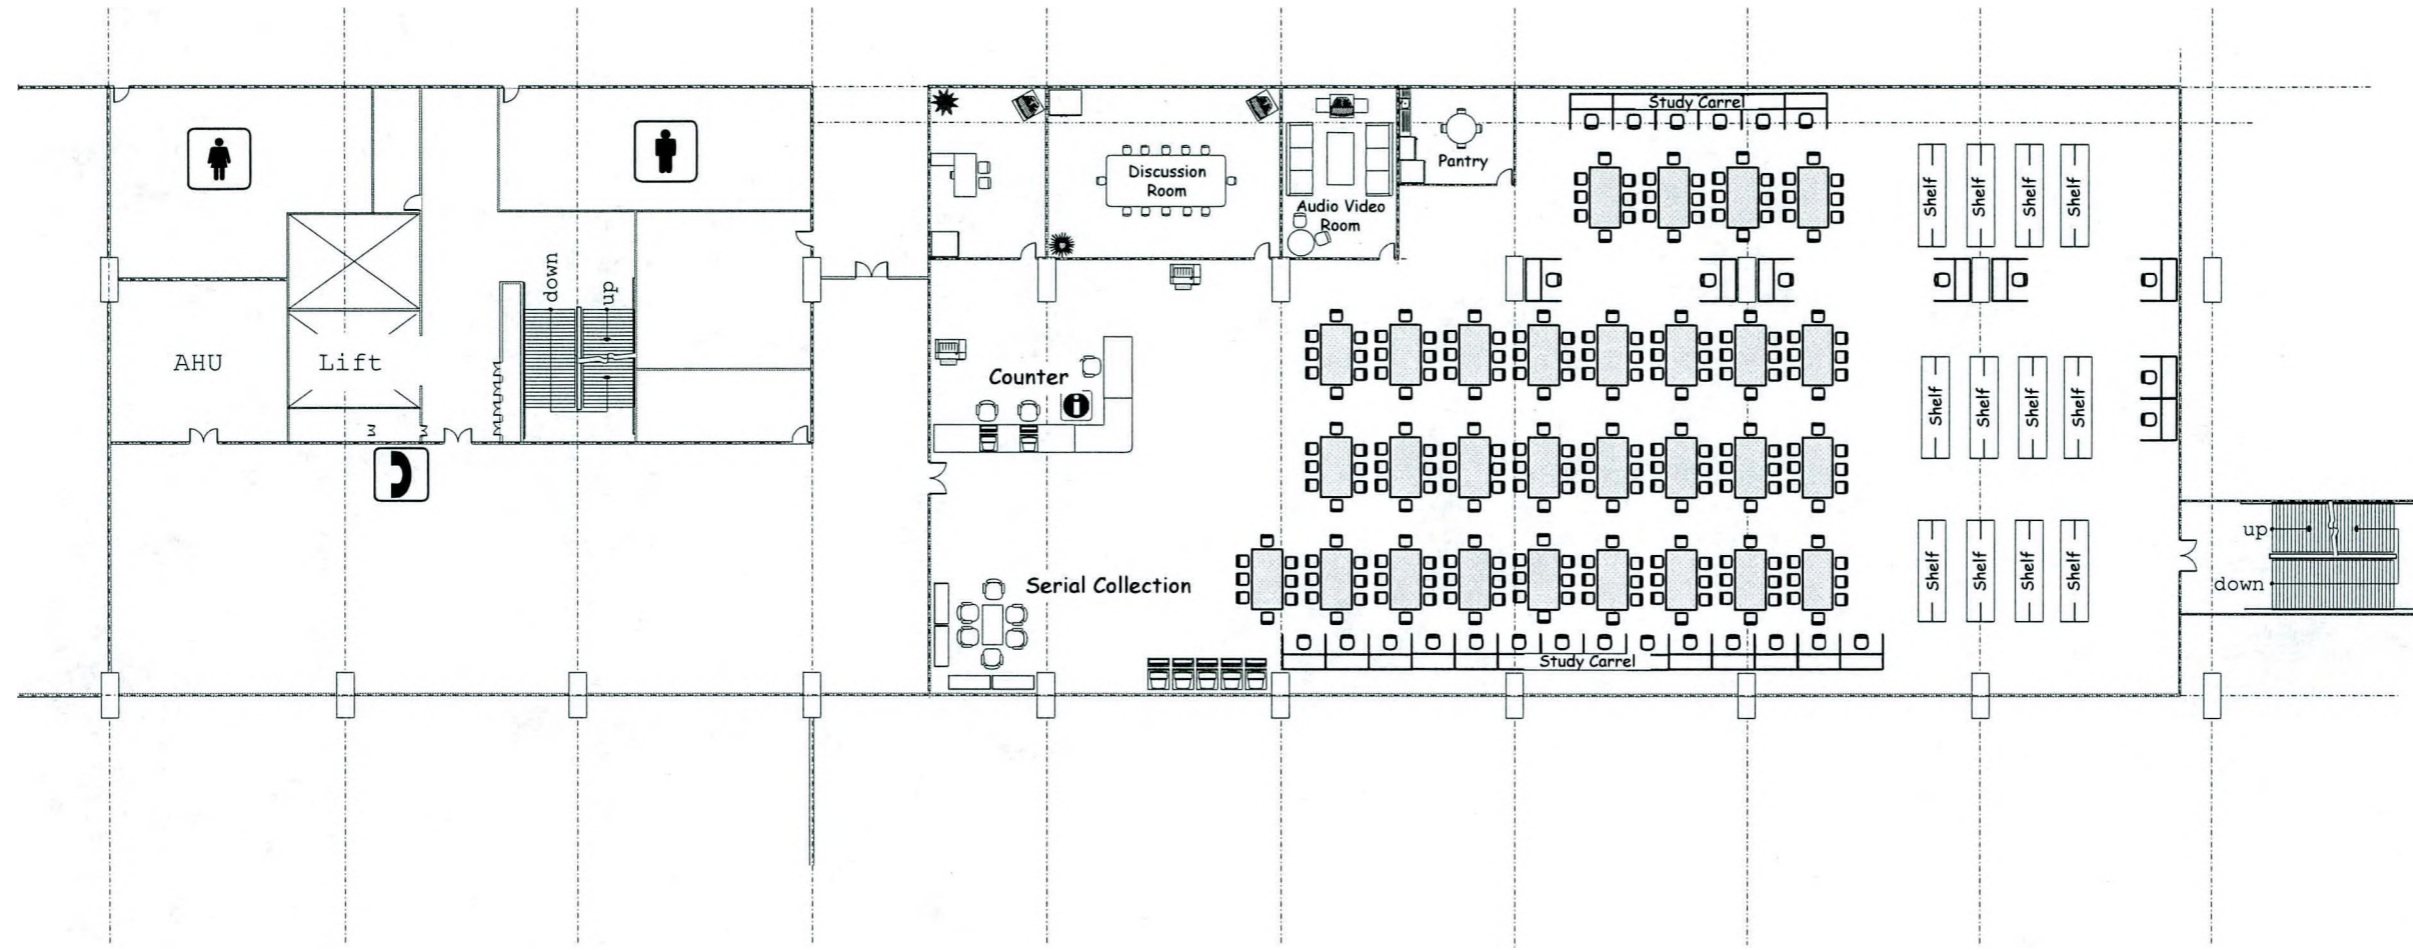 Study Carrel
Discussion
Room
Pantry
Audio Video
Room
Shelf
Shelf
Shelf
Shelf
down
up
AHU
Lift
Counter
i
Shelf
Shelf
Shelf
Shelf
up
down
Serial Collection
Shelf
Shelf
Shelf
Shelf
Study Carrel